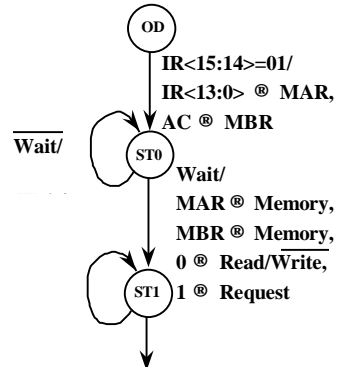 OD
IR<15:14>=01/
IR<13:0> ® MAR,
AC ® MBR
Wait/
ST0
Wait/
MAR ® Memory,
MBR ® Memory,
0 ® Read/Write,
1 ® Request
ST1